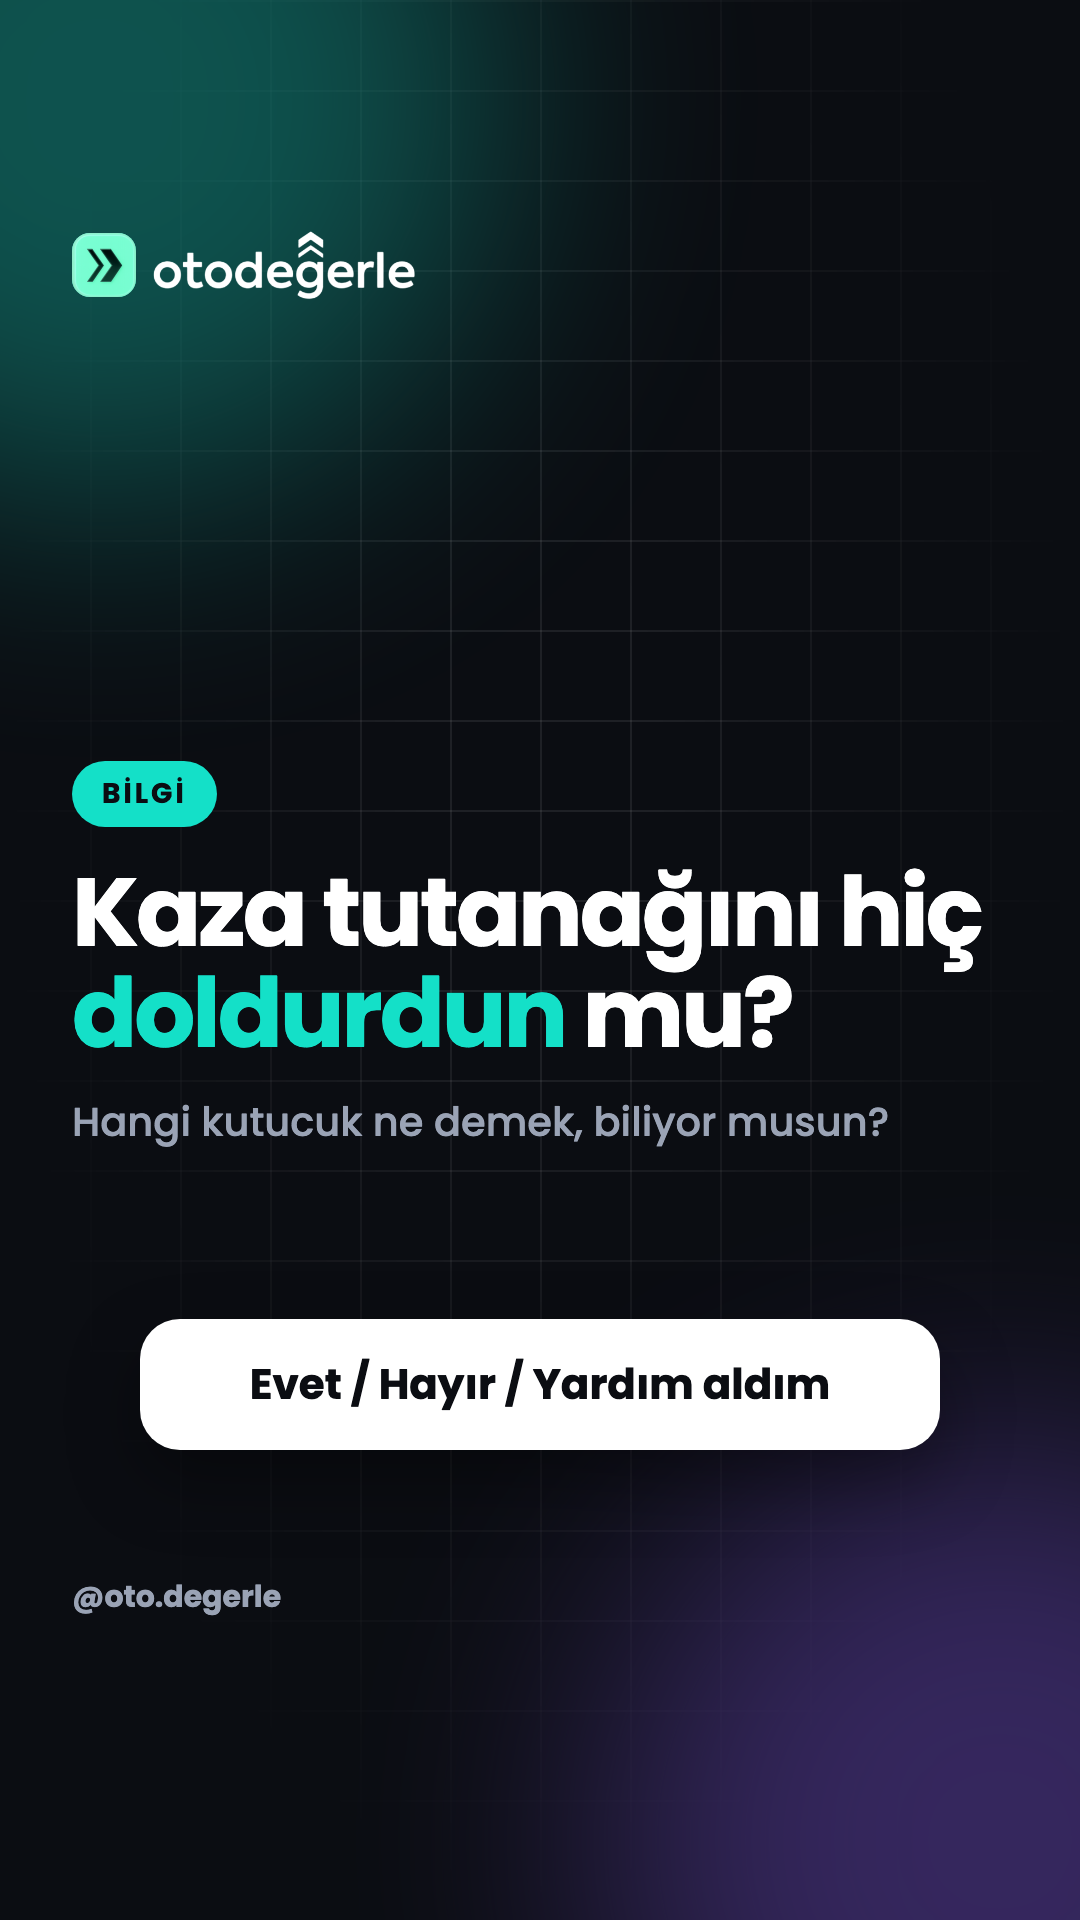 otodeğerle
BİLGİ
Kaza tutanağını hiç
doldurdun mu?
Hangi kutucuk ne demek, biliyor musun?
Evet / Hayır / Yardım aldım
@oto.degerle